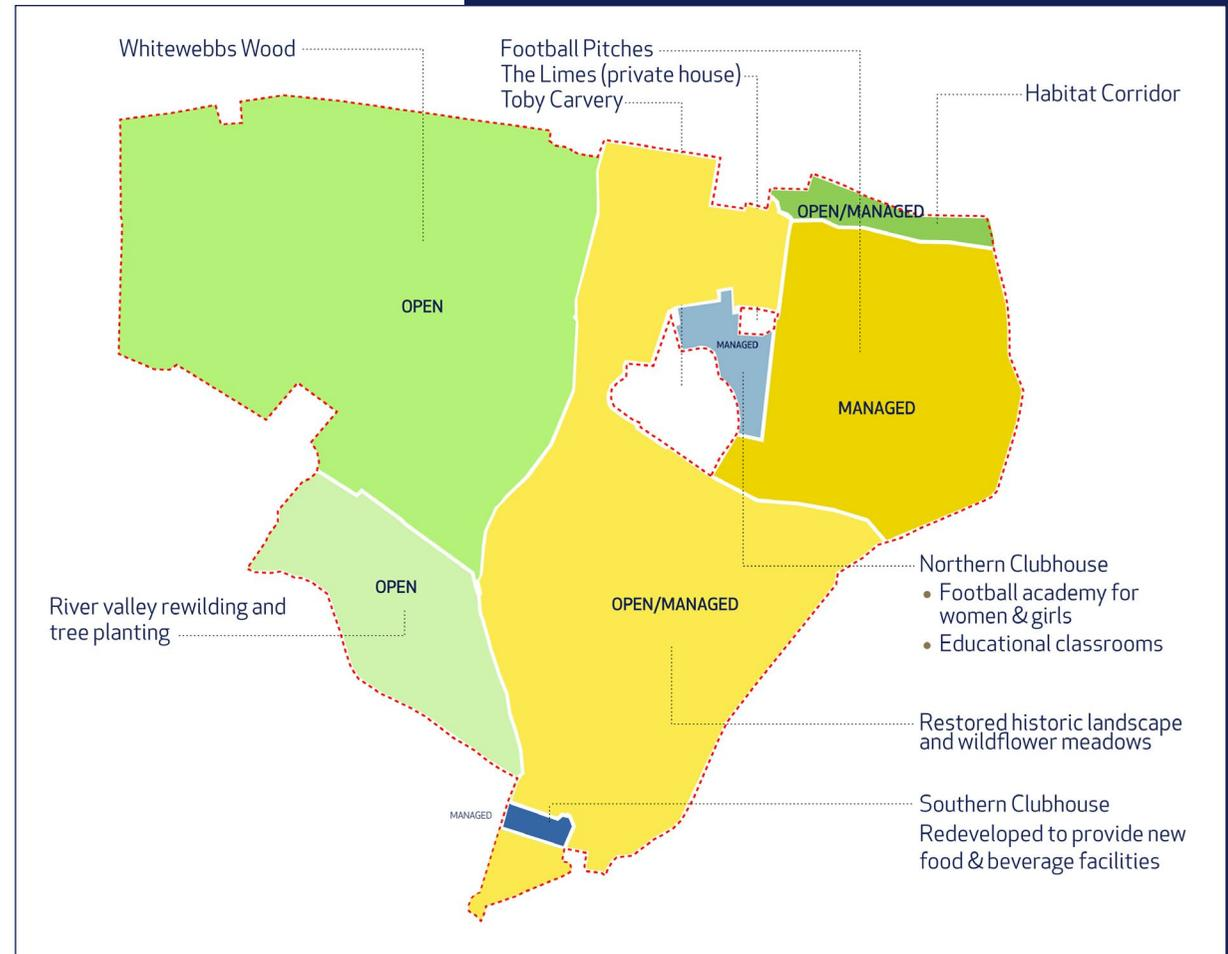 Whitewebbs Wood
Football Pitches
The Limes (private house)
Toby Carvery
Habitat Corridor
OPEN/MANAGED
OPEN
MANAGED
MANAGED
OPEN
OPEN/MANAGED
River valley rewilding and
tree planting
Northern Clubhouse
• Football academy for
women & girls
• Educational classrooms
Restored historic landscape
and wildflower meadows
MANAGED
Southern Clubhouse
Redeveloped to provide new
food & beverage facilities